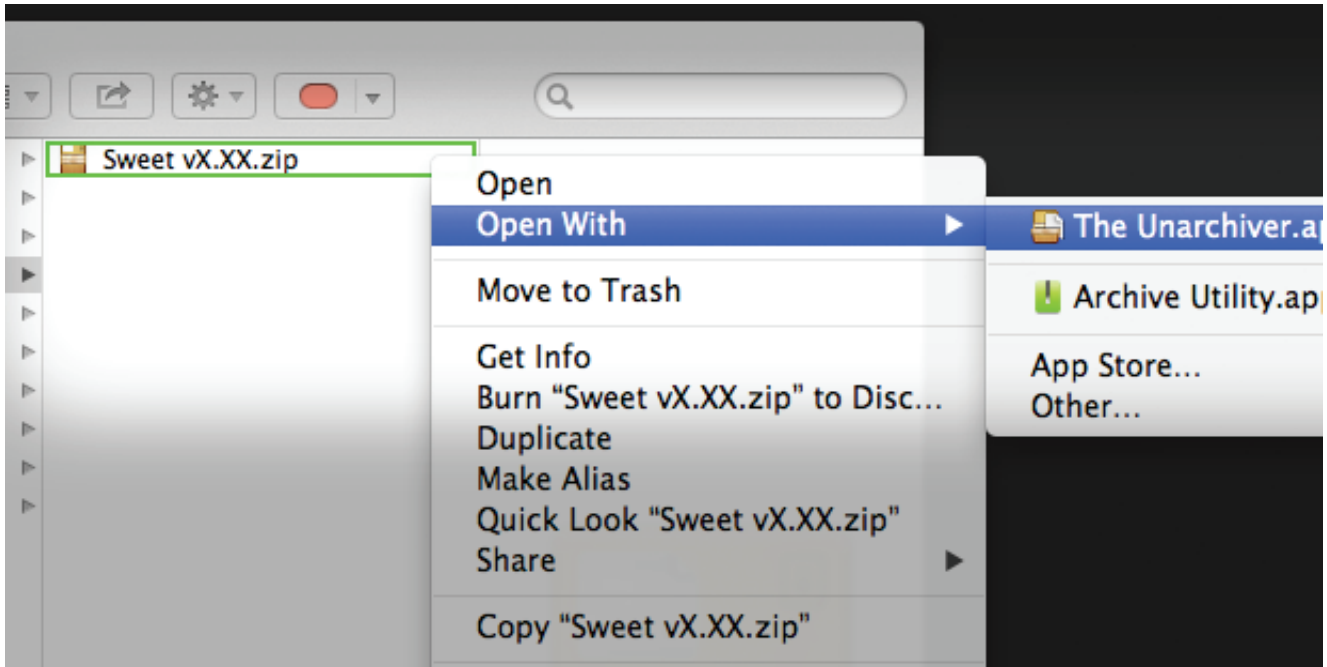 Sweet vX.XX.zip
Open
Open With
The Unarchiver.ap
Archive Utility.app
App Store...
Other...
Move to Trash
Get Info
Burn “Sweet vX.XX.zip” to Disc...
Duplicate
Make Alias
Quick Look “Sweet vX.XX.zip”
Share
Copy “Sweet vX.XX.zip”